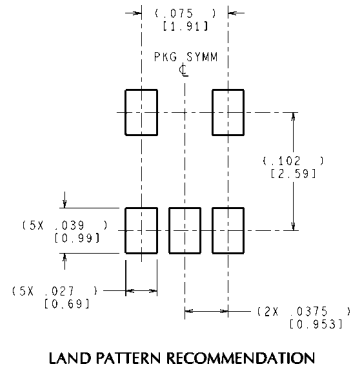 (.075 )
[1.91]
PKG SYMM
℄
(.102 )
[2.59]
(5X .039 )
[0.99]
(5X .027 )
[0.69]
(2X .0375 )
[0.953]
LAND PATTERN RECOMMENDATION